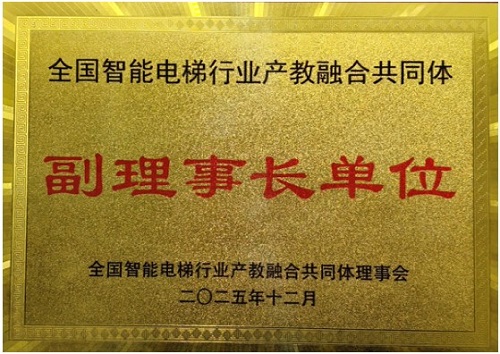 全国智能电梯行业产教融合共同体
副理事长单位
全国智能电梯行业产教融合共同体理事会
二〇二五年十二月